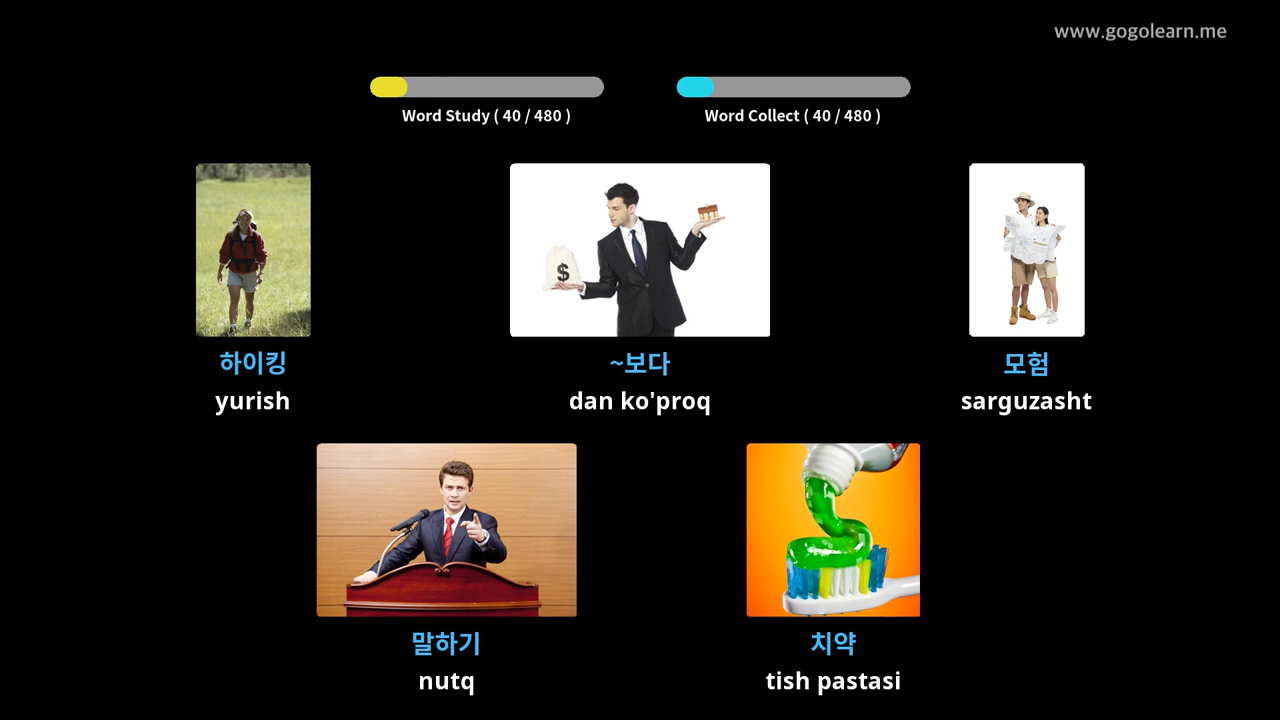 www.gogolearn.me
Word Study ( 40 / 480 )
Word Collect ( 40 / 480 )
$
하이킹
yurish
~보다
dan ko'proq
모험
sarguzasht
말하기
nutq
치약
tish pastasi